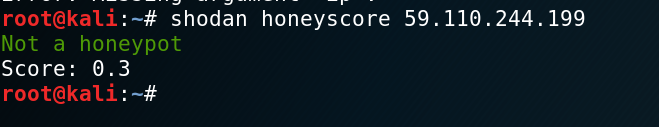 root@kali:~# shodan honeyscore 59.110.244.199
Not a honeypot
Score: 0.3
root@kali:~#